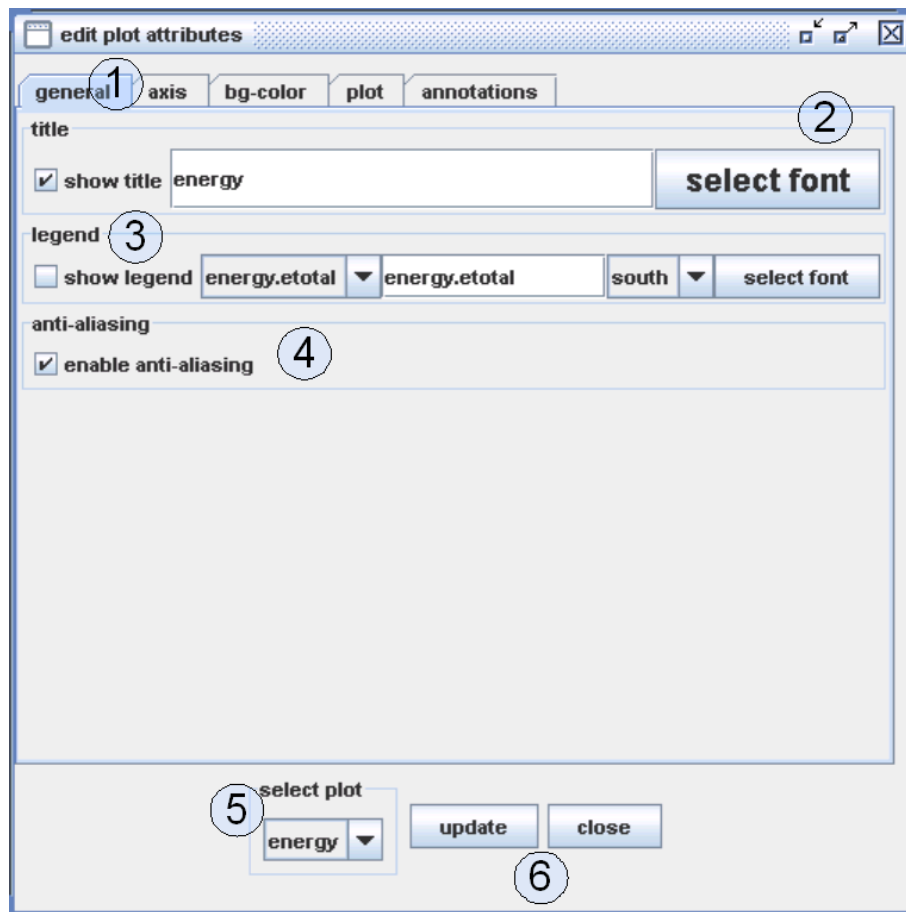 edit plot attributes
1
general axis bg-color plot annotations
2
title
show title energy select font
legend 3
show legend energy.etotal energy.etotal south select font
anti-aliasing
enable anti-aliasing 4
select plot
5
energy update close
6